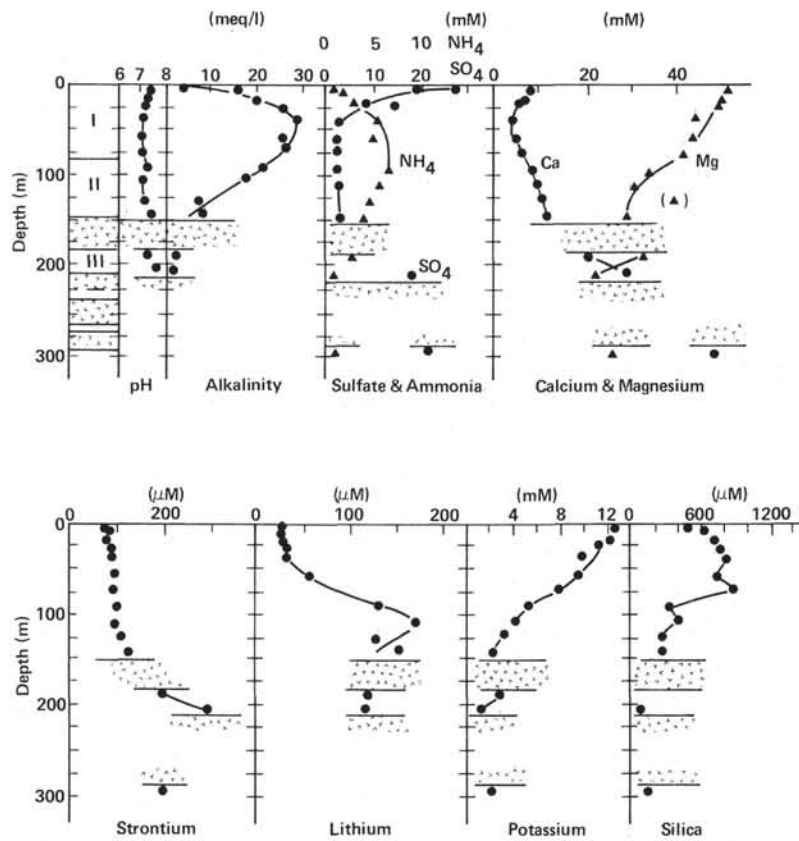 (meq/l) (mM) (mM)
0 5 10 NH4
SO4
6 7 8 10 20 30 0 10 20 4 20 40
0
I
100
II
Depth (m)
200
III
300
NH4
SO4
Ca
Mg
(▲)
pH Alkalinity Sulfate & Ammonia Calcium & Magnesium
(μM) (μM) (mM) (μM)
200 0 100 200 4 8 12 0 600 1200
0
100
Depth (m)
200
300
Strontium Lithium Potassium Silica